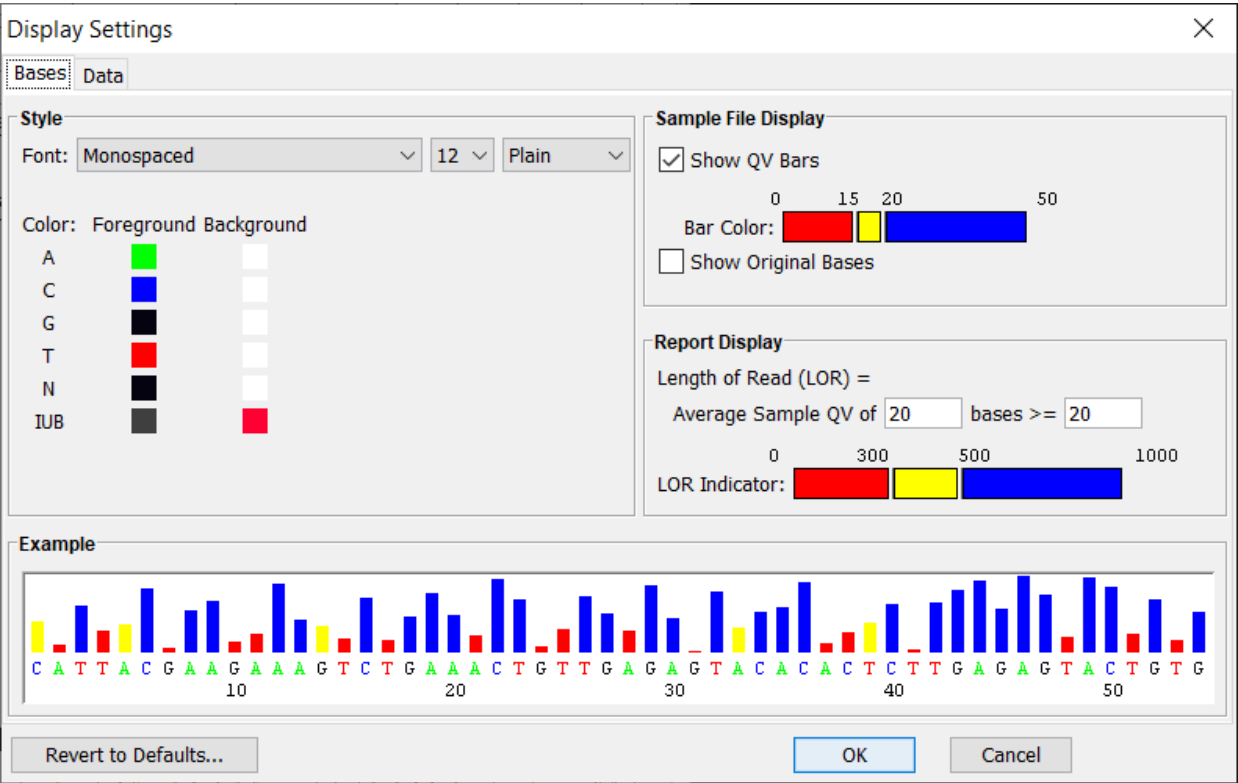 Display Settings
Bases Data
Style
Font: Monospaced 12 Plain
Color: Foreground Background
A
C
G
T
N
IUB
Sample File Display
Show QV Bars
0 15 20 50
Bar Color:
Show Original Bases
Report Display
Length of Read (LOR) =
Average Sample QV of 20 bases >= 20
0 300 500 1000
LOR Indicator:
Example
C A T T A C G A A G A A A G T C T G A A A C T G T T G A G A G T A C A C A C T C T T G A G A G T A C T G T G
10 20 30 40 50
Revert to Defaults... OK Cancel